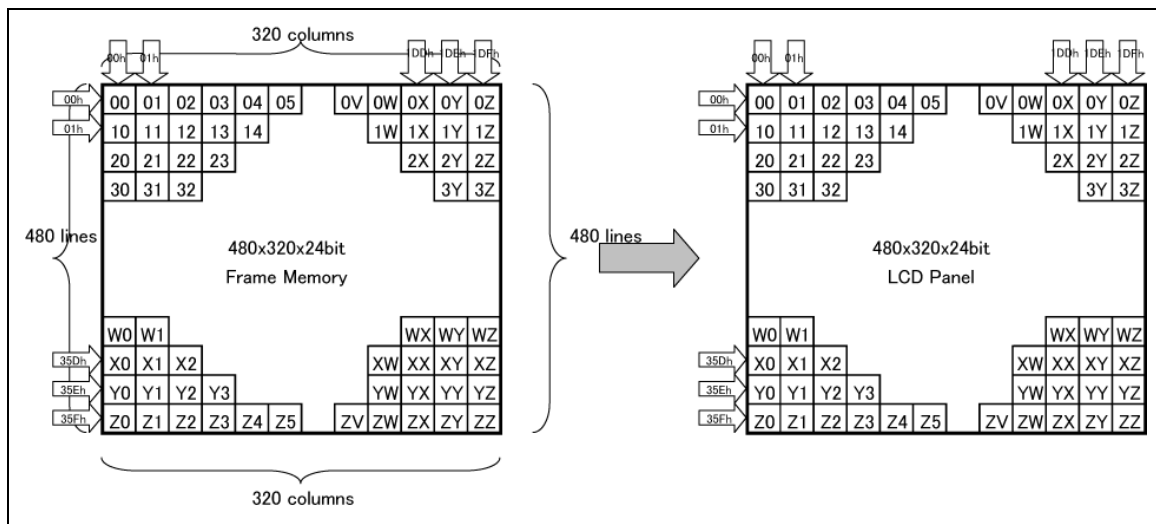 320 columns
00h 01h 1DDh 1DEh 1DFh 00h 01h 1DDh 1DEh 1DFh
00h 00 01 02 03 04 05 0V 0W 0X 0Y 0Z 00h 00 01 02 03 04 05 0V 0W 0X 0Y 0Z
01h 10 11 12 13 14 1W 1X 1Y 1Z 01h 10 11 12 13 14 1W 1X 1Y 1Z
20 21 22 23 2X 2Y 2Z 20 21 22 23 2X 2Y 2Z
30 31 32 3Y 3Z 30 31 32 3Y 3Z
480 lines 480x320x24bit 480 lines 480x320x24bit
Frame Memory LCD Panel
W0 W1 WX WY WZ W0 W1 WX WY WZ
35Dh X0 X1 X2 XW XX XY XZ 35Dh X0 X1 X2 XW XX XY XZ
35Eh Y0 Y1 Y2 Y3 YW YX YY YZ 35Eh Y0 Y1 Y2 Y3 YW YX YY YZ
35Fh Z0 Z1 Z2 Z3 Z4 Z5 ZV ZW ZX ZY ZZ 35Fh Z0 Z1 Z2 Z3 Z4 Z5 ZV ZW ZX ZY ZZ
320 columns